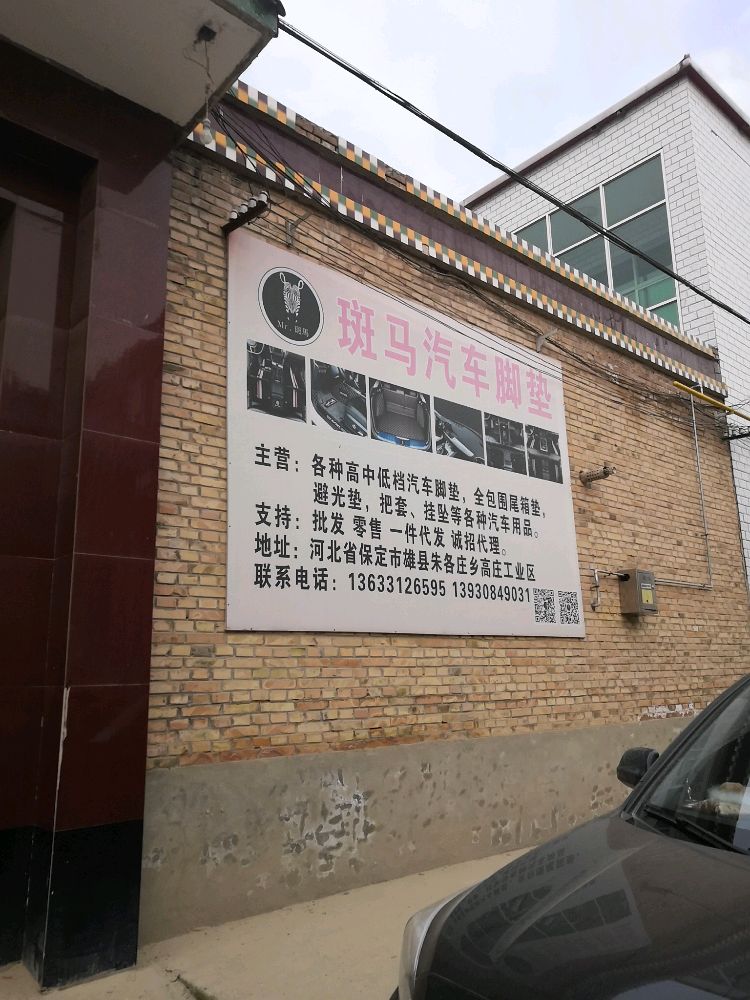 Mr.斑馬
斑马汽车脚垫
主营：各种高中低档汽车脚垫，全包围尾箱垫，
避光垫，把套、挂坠等各种汽车用品。
支持：批发 零售 一件代发 诚招代理。
地址：河北省保定市雄县朱各庄乡高庄工业区
联系电话：13633126595 13930849031